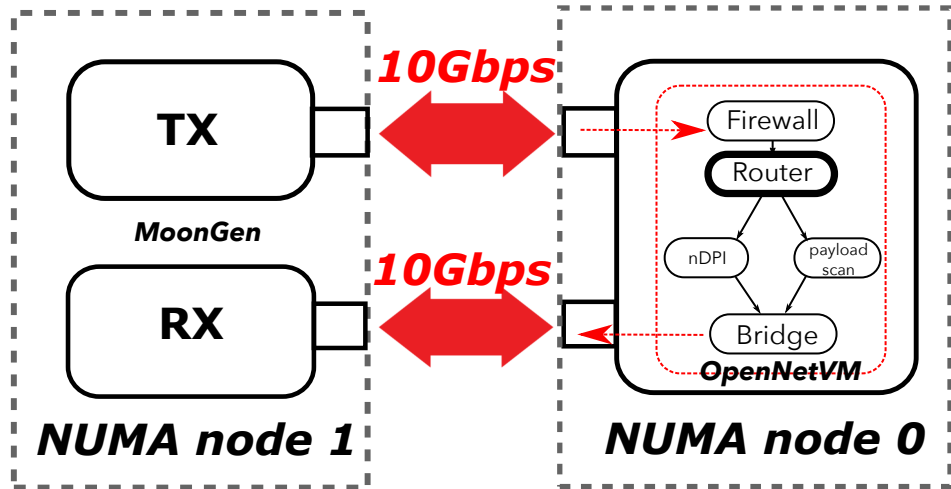 10Gbps
TX
MoonGen
10Gbps
RX
NUMA node 1
Firewall
Router
nDPI
payload
scan
Bridge
OpenNetVM
NUMA node 0